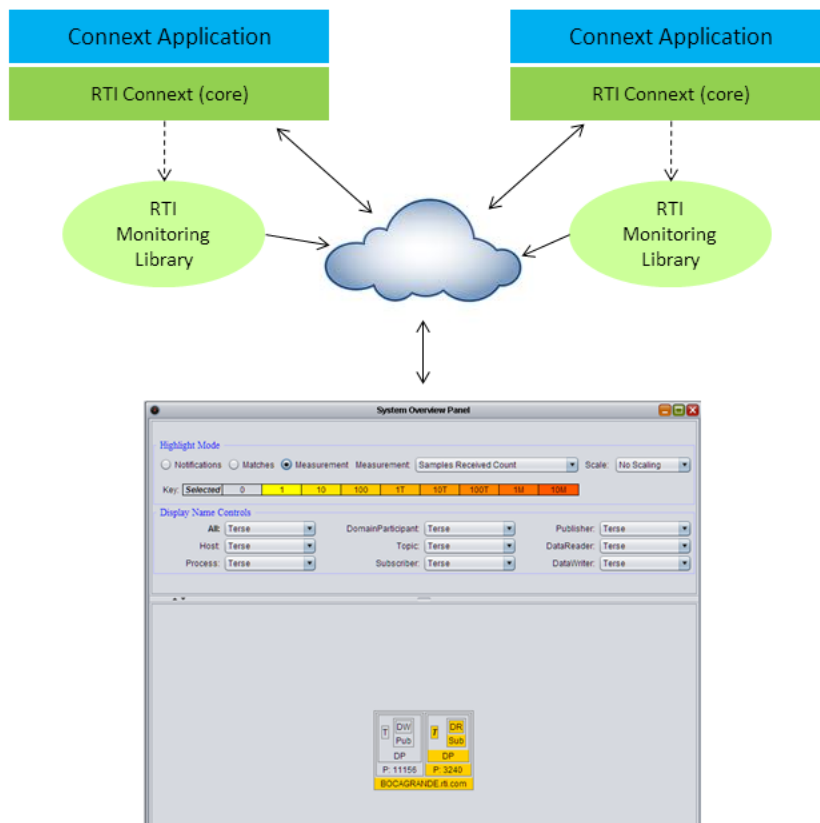 Connext Application
Connext Application
RTI Connext (core)
RTI Connext (core)
RTI
Monitoring
Library
RTI
Monitoring
Library
System Overview Panel
Highlight Mode
Notifications Matches Measurement Measurement: Samples Received Count Scale: No Scaling
Key: Selected 0 1 10 100 1T 10T 100T 1M 10M
Display Name Controls
All: Terse DomainParticipant: Terse Publisher: Terse
Host: Terse Topic: Terse DataReader: Terse
Process: Terse Subscriber: Terse DataWriter: Terse
T DW T DR
Pub Sub
DP DP
P: 11156 P: 3240
BOCAGRANDE.rti.com